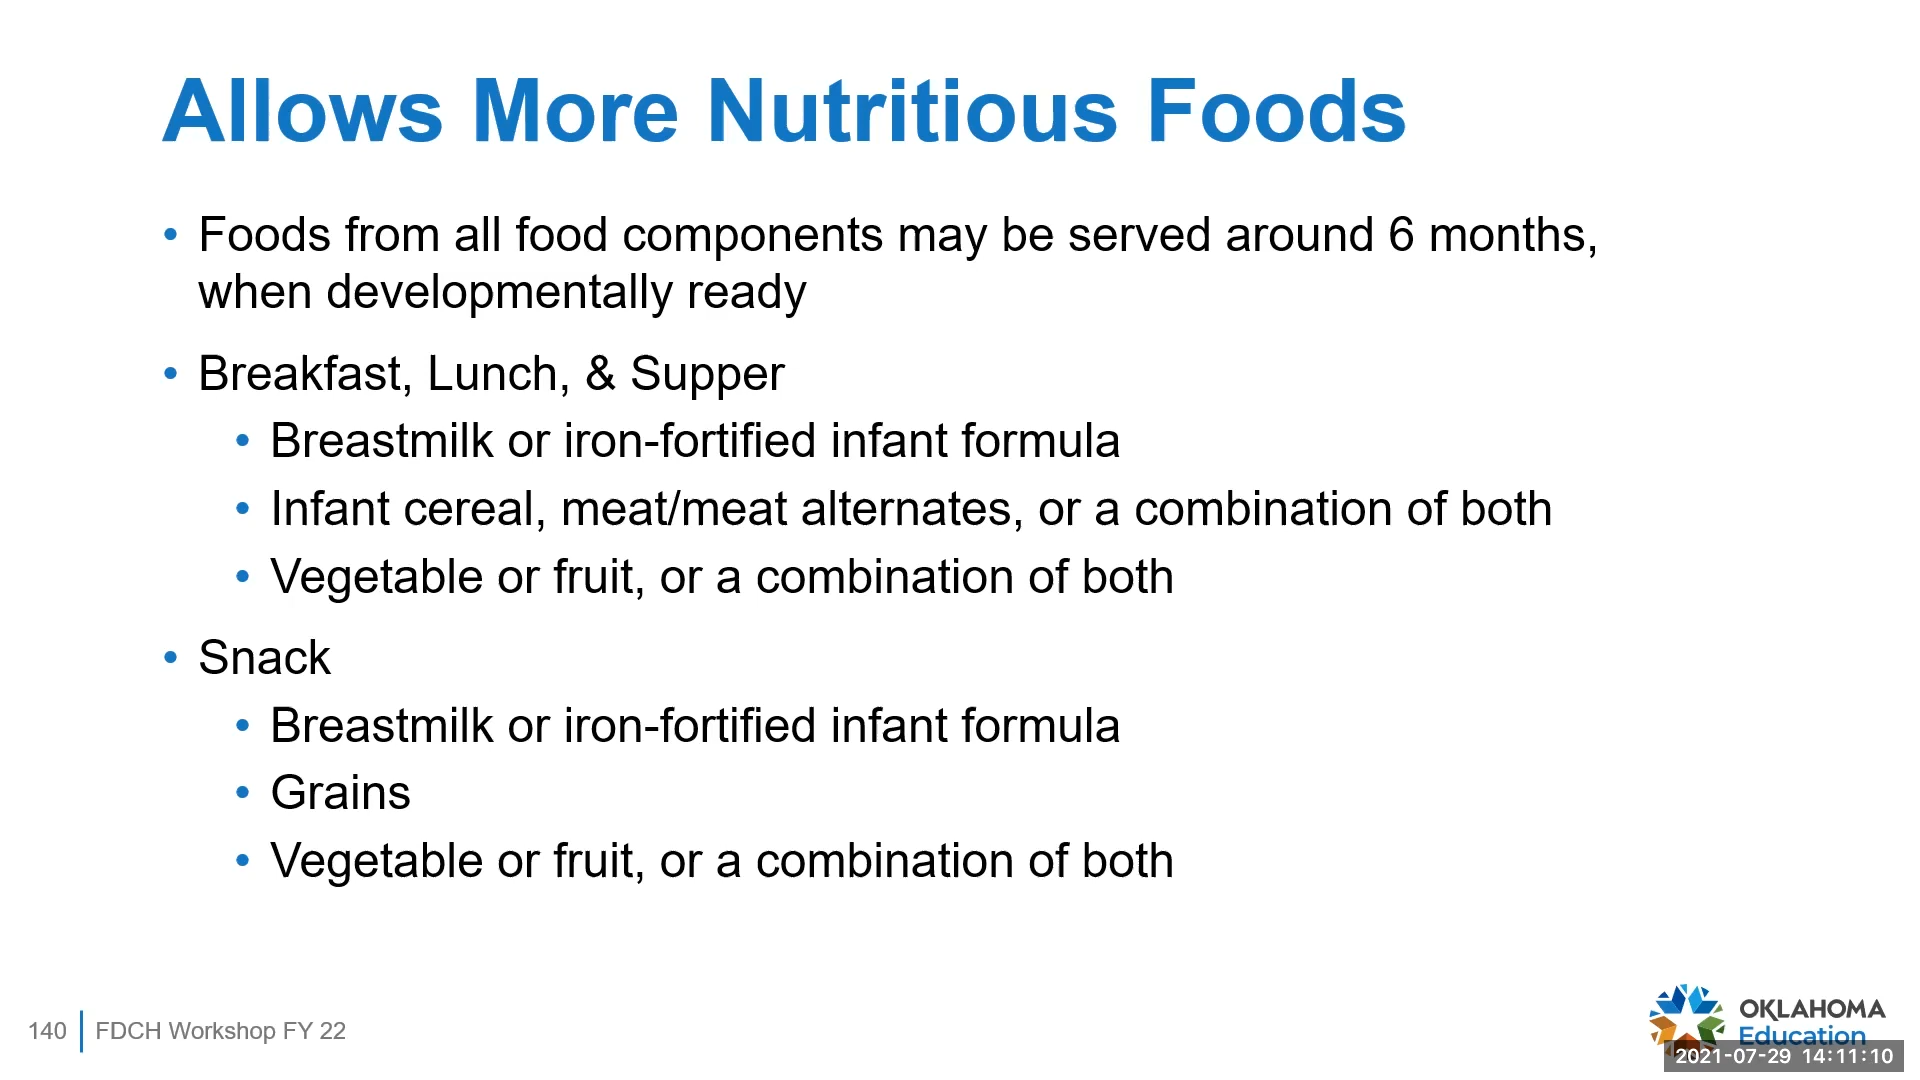 Allows More Nutritious Foods
• Foods from all food components may be served around 6 months,
when developmentally ready
• Breakfast, Lunch, & Supper
• Breastmilk or iron-fortified infant formula
• Infant cereal, meat/meat alternates, or a combination of both
• Vegetable or fruit, or a combination of both
• Snack
• Breastmilk or iron-fortified infant formula
• Grains
• Vegetable or fruit, or a combination of both
140
FDCH Workshop FY 22
OKLAHOMA
Education
2021-07-29 14:11:10